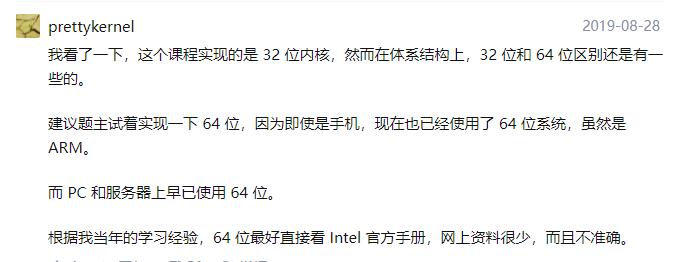 prettykernel
2019-08-28
我看了一下，这个课程实现的是 32 位内核，然而在体系结构上，32 位和 64 位区别还是有一
些的。
建议题主试着实现一下 64 位，因为即使是手机，现在也已经使用了 64 位系统，虽然是
ARM。
而 PC 和服务器上早已使用 64 位。
根据我当年的学习经验，64 位最好直接看 Intel 官方手册，网上资料很少，而且不准确。